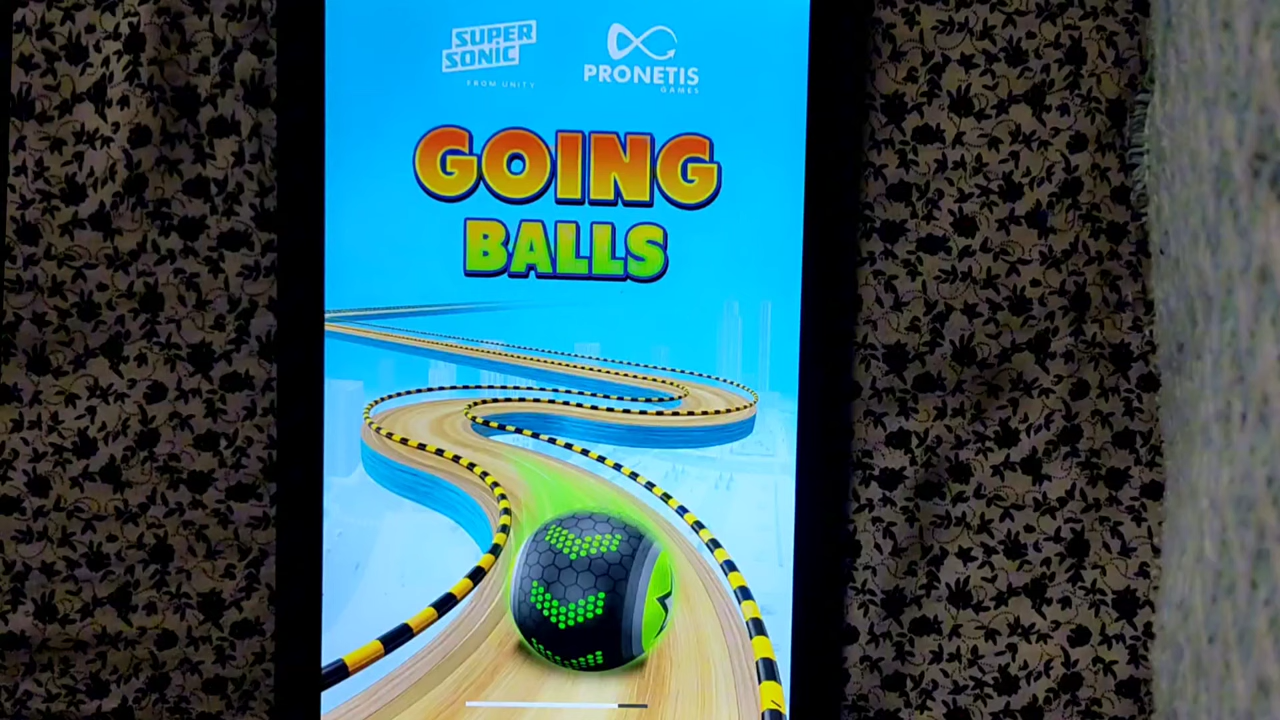 SUPER
SONIC
FROM UNITY
PRONETIS
GAMES
GOING
BALLS